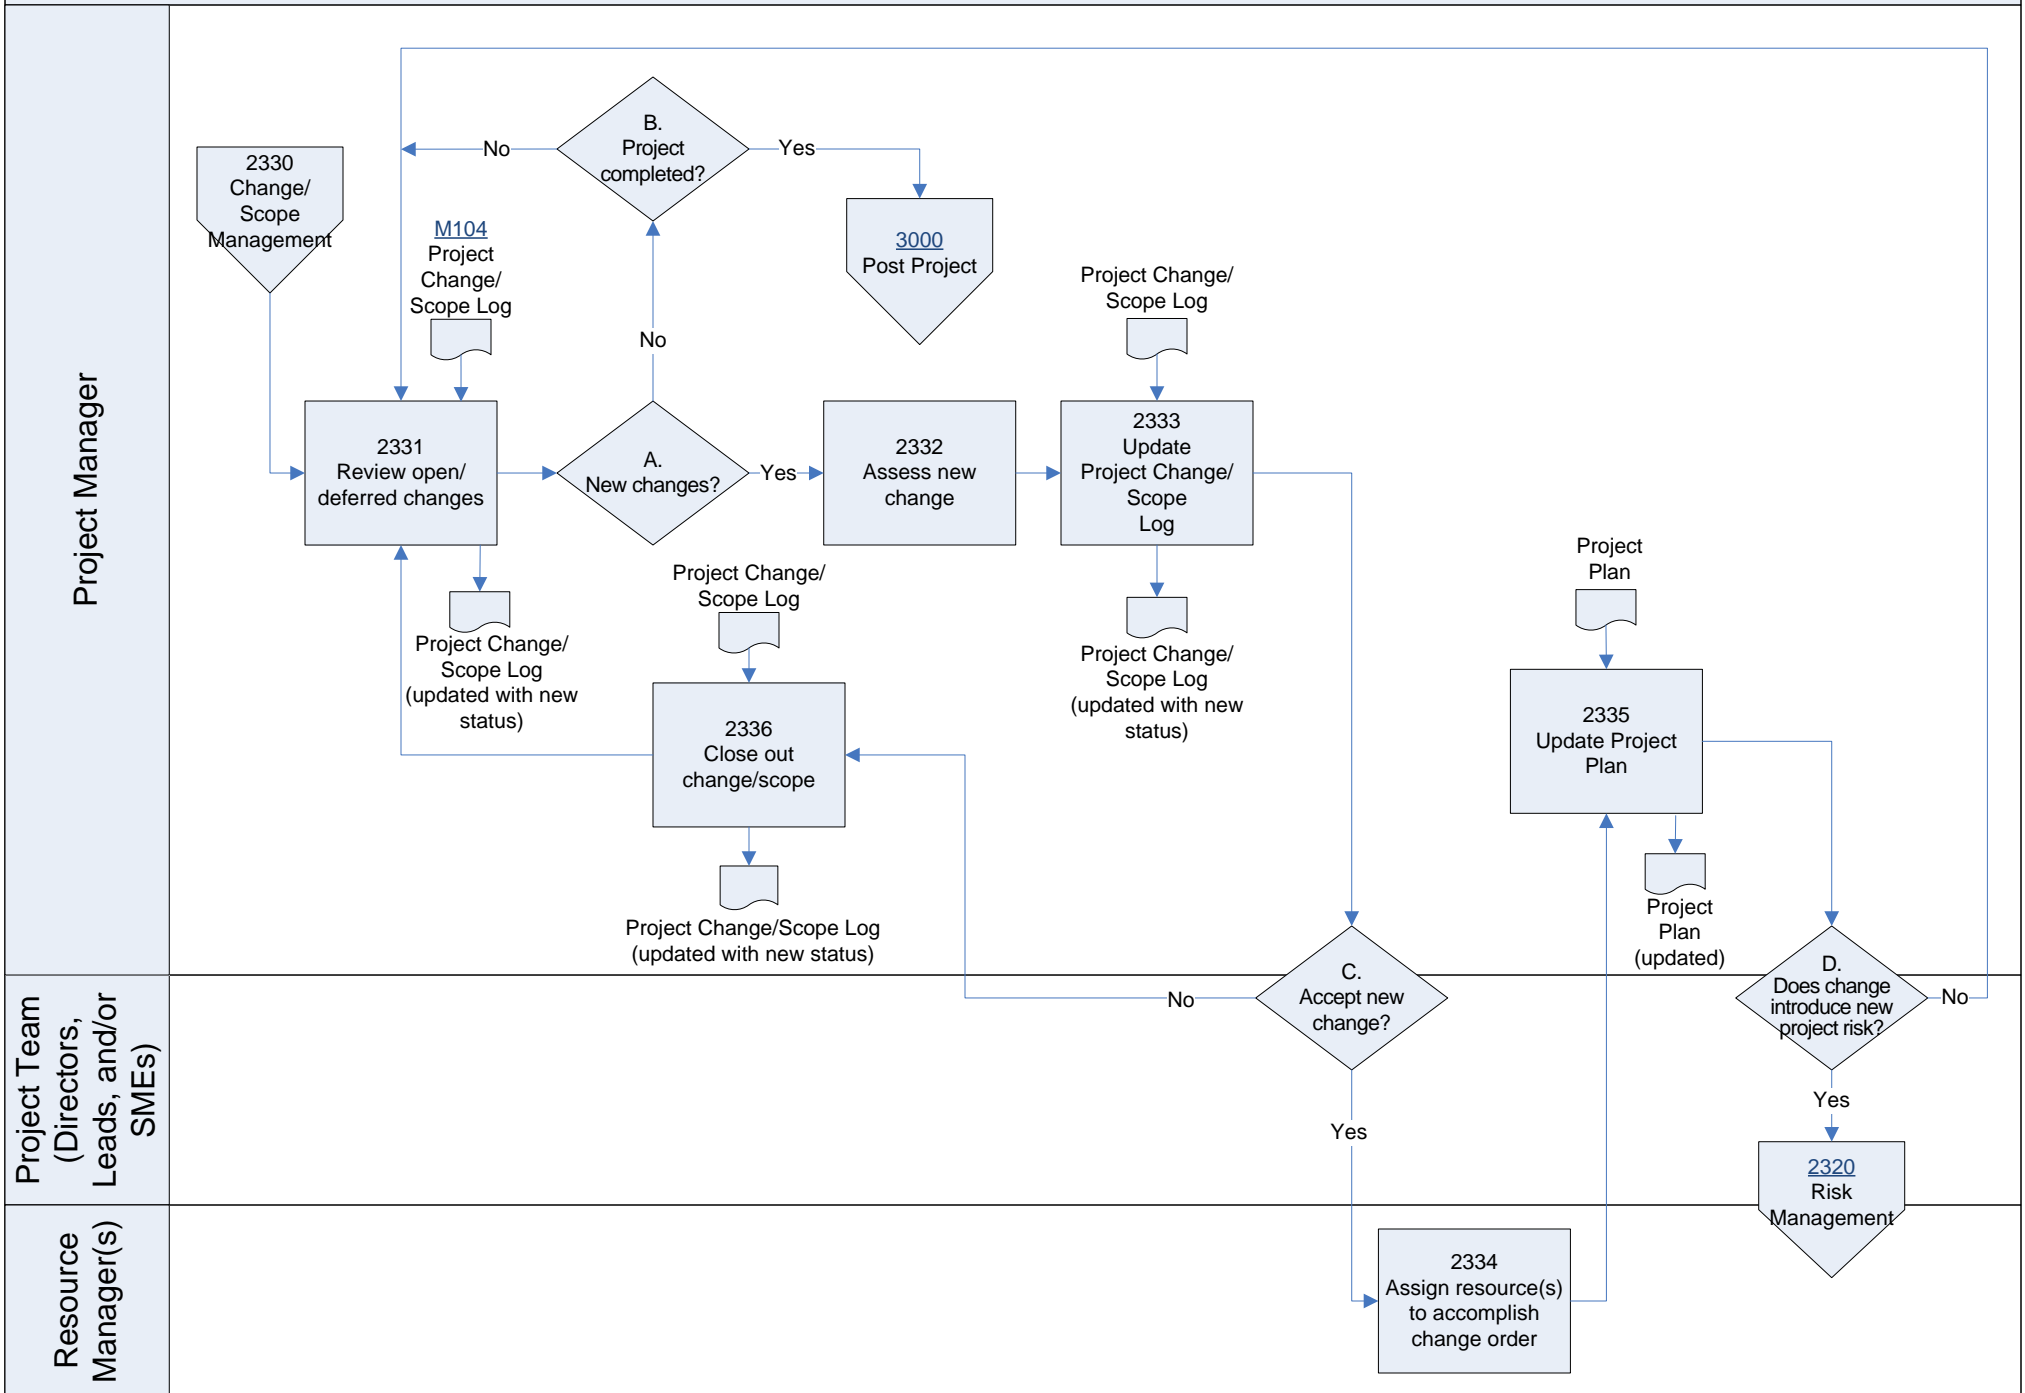 Project Manager
2330
Change/
Scope
Management
No
B.
Project
completed?
Yes
3000
Post Project
M104
Project
Change/
Scope Log
No
2331
Review open/
deferred changes
A.
New changes?
Yes
2332
Assess new
change
Project Change/
Scope Log
2333
Update
Project Change/
Scope
Log
Project Change/
Scope Log
(updated with new
status)
Project Change/
Scope Log
2336
Close out
change/scope
Project Change/Scope Log
(updated with new status)
Project Change/
Scope Log
(updated with new
status)
Project
Plan
2335
Update Project
Plan
Project
Plan
(updated)
Project Team
(Directors,
Leads, and/or
SMEs)
No
C.
Accept new
change?
Yes
D.
Does change
introduce new
project risk?
No
Yes
2320
Risk
Management
Resource
Manager(s)
2334
Assign resource(s)
to accomplish
change order